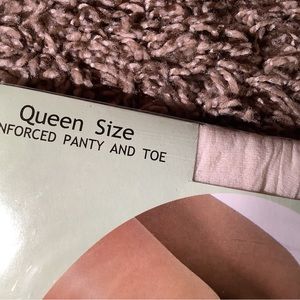 Queen Size
NFORCED PANTY AND TOE